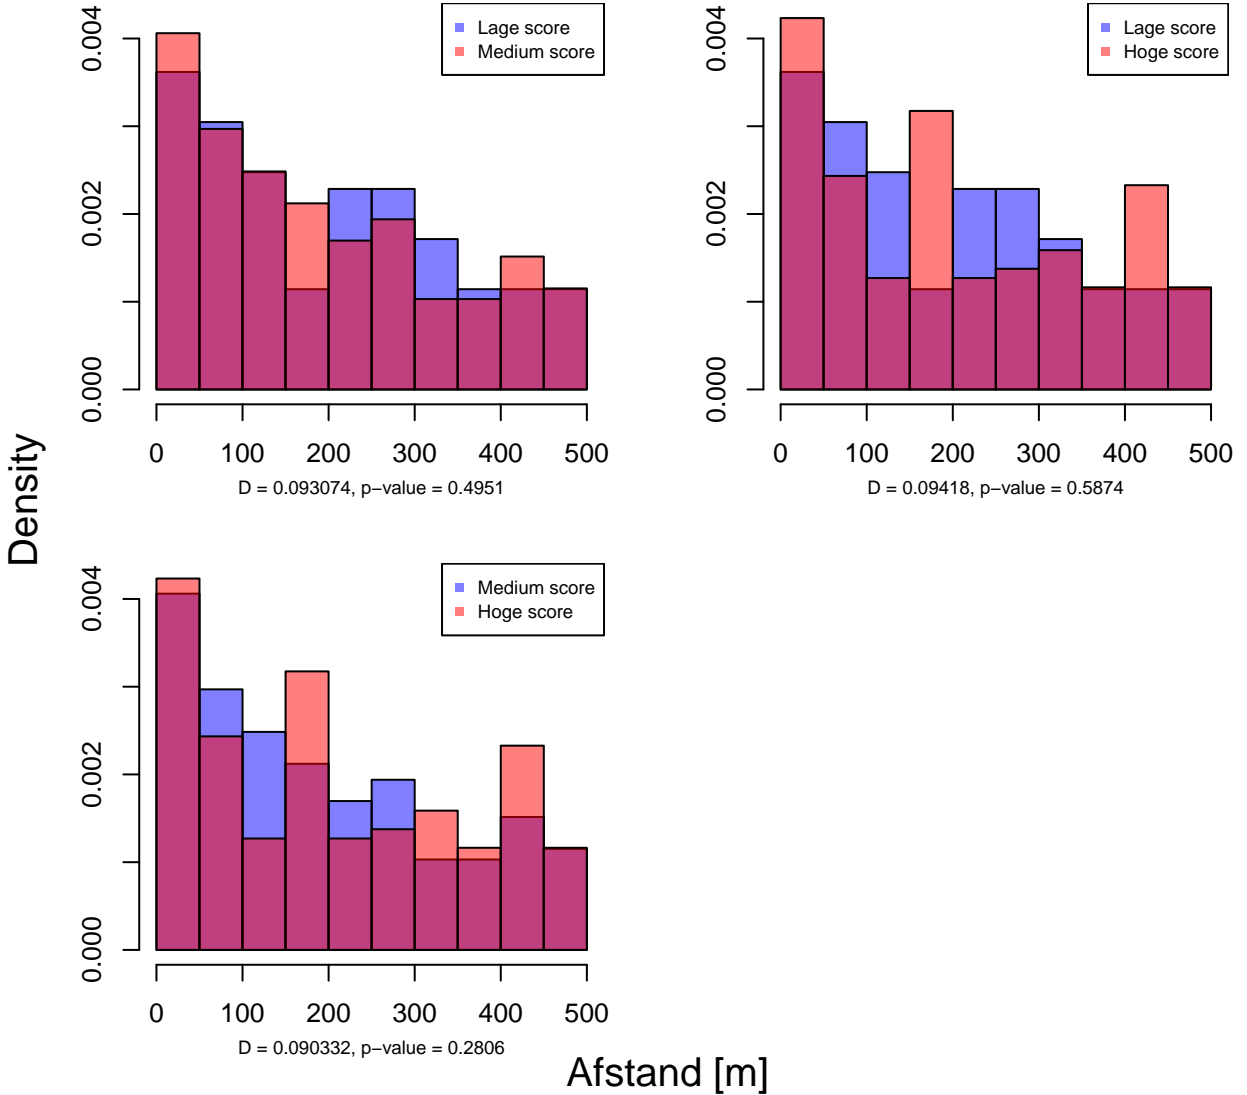 Lage score
Medium score
0.000
0.002
0.004
0 100 200 300 400 500
D = 0.093074, p−value = 0.4951
Lage score
Hoge score
0.000
0.002
0.004
0 100 200 300 400 500
D = 0.09418, p−value = 0.5874
Density
Medium score
Hoge score
0.000
0.002
0.004
0 100 200 300 400 500
D = 0.090332, p−value = 0.2806
Afstand [m]